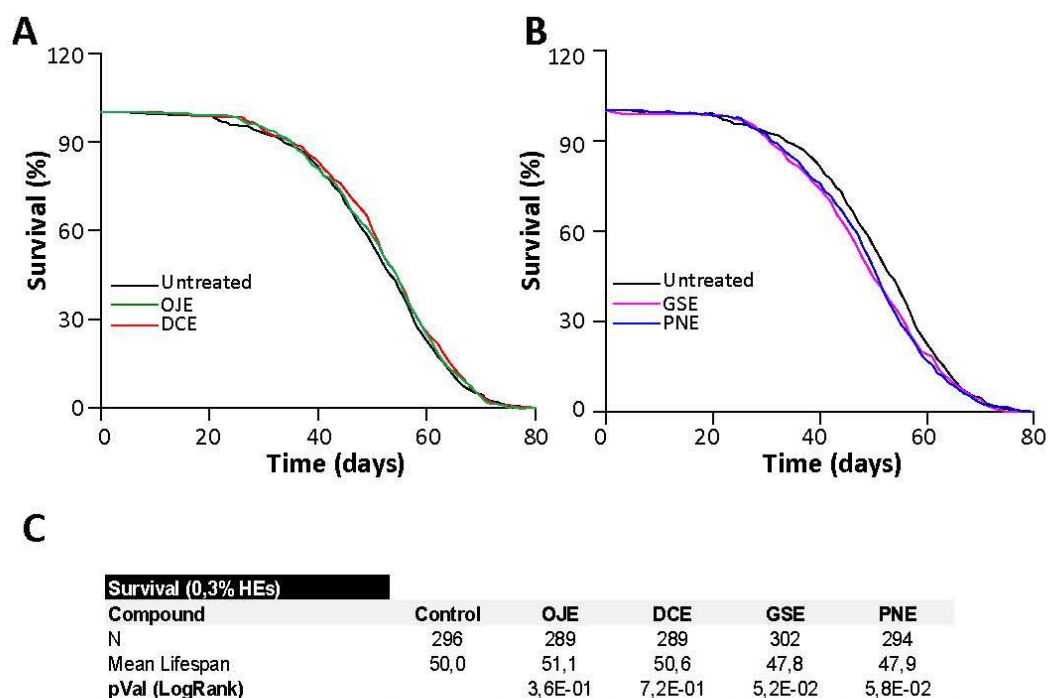 A
120
90
60
30
0
Survival (%)
Untreated
OJE
DCE
0 20 40 60 80
Time (days)
B
120
90
60
30
0
Survival (%)
Untreated
GSE
PNE
0 20 40 60 80
Time (days)
C
Survival (0,3% HEs)
Compound Control OJE DCE GSE PNE
N 296 289 289 302 294
Mean Lifespan 50,0 51,1 50,6 47,8 47,9
pVal (LogRank) 3,6E-01 7,2E-01 5,2E-02 5,8E-02